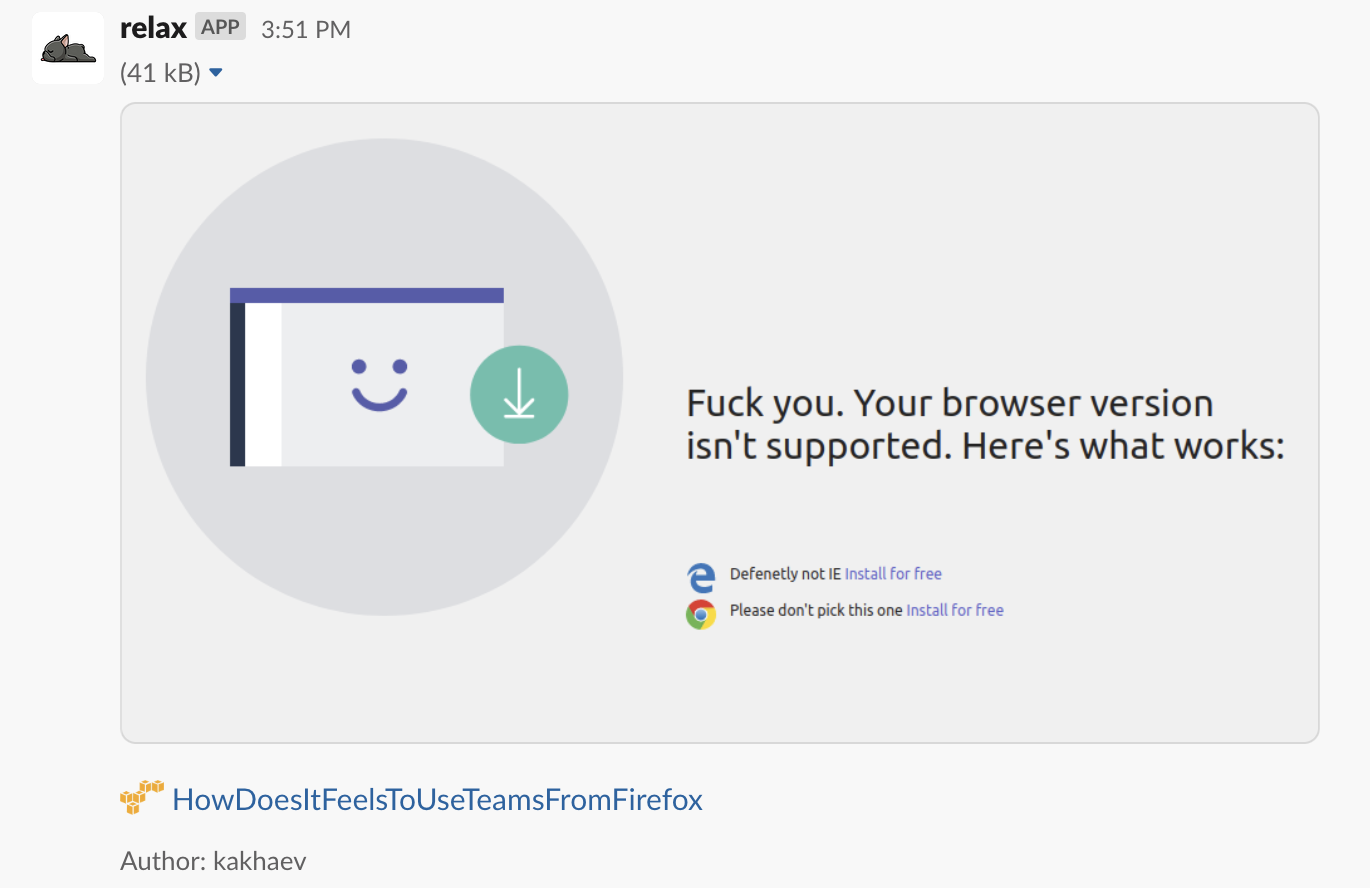 relax APP 3:51 PM
(41 kB)
Fuck you. Your browser version
isn't supported. Here's what works:
Defenetly not IE Install for free
Please don't pick this one Install for free
HowDoesItFeelsToUseTeamsFromFirefox
Author: kakhaev